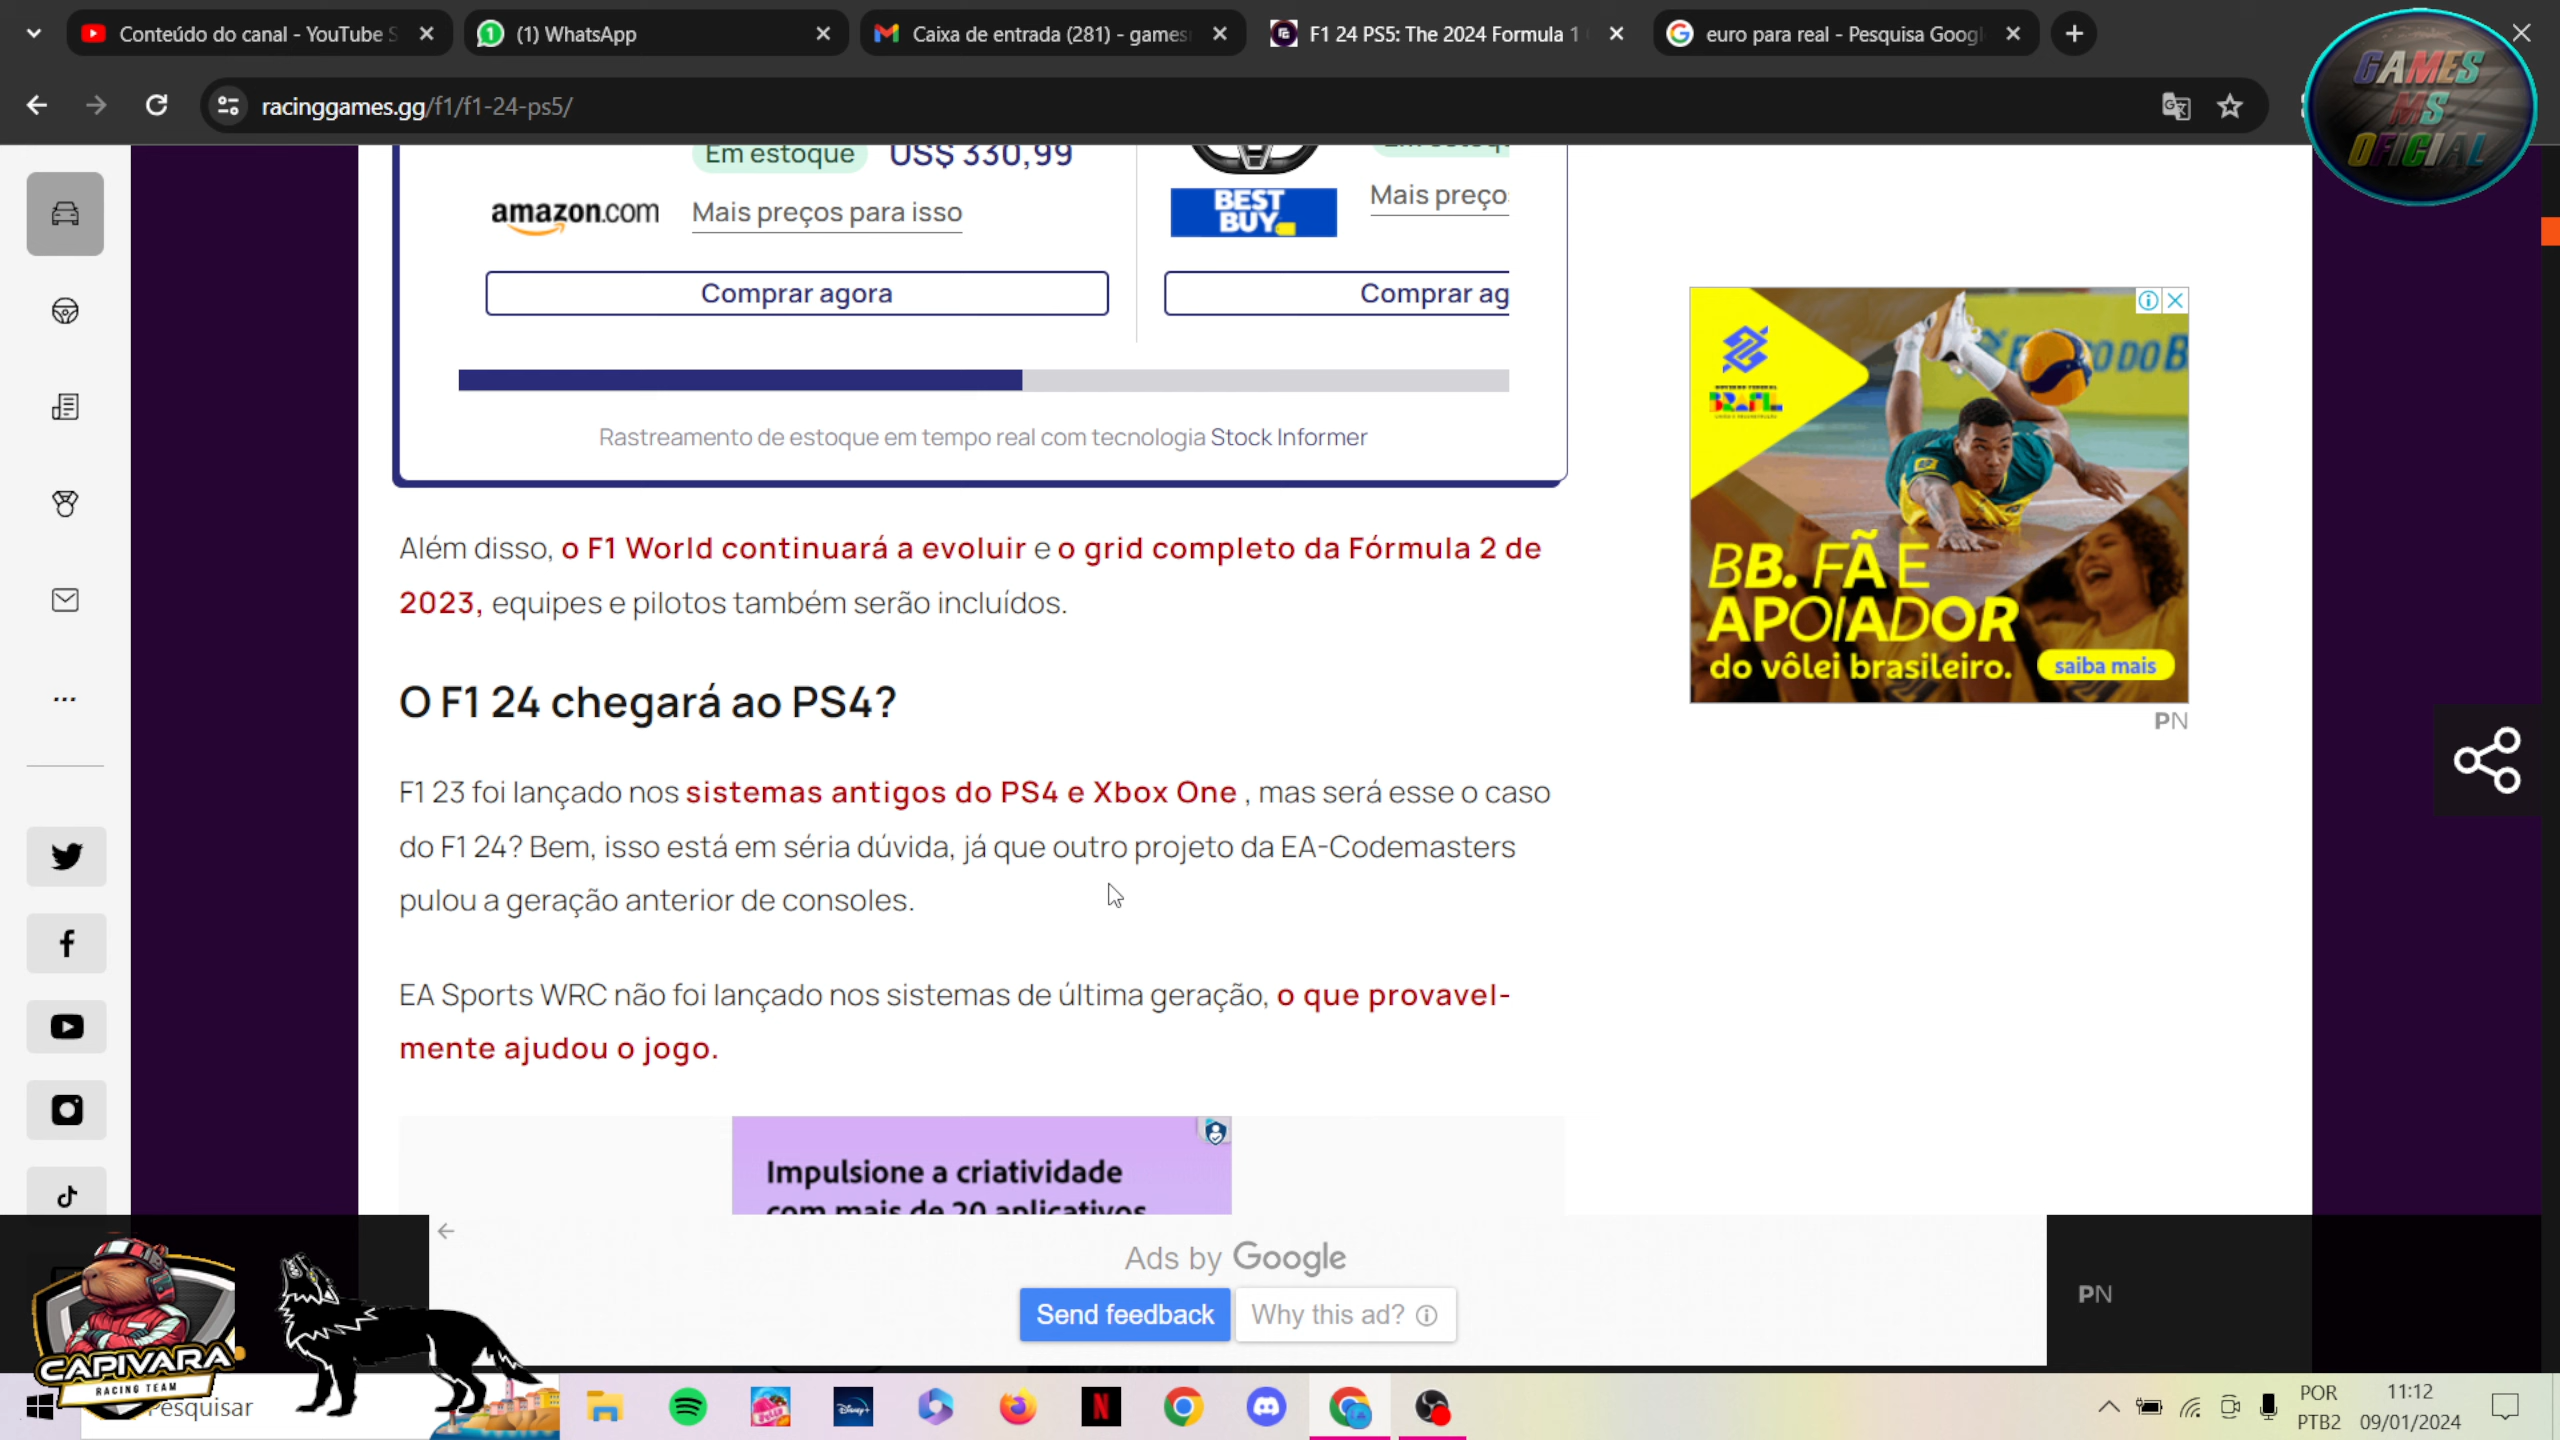 Conteúdo do canal - YouTube S
(1) WhatsApp
Caixa de entrada (281) - games
F1 24 PS5: The 2024 Formula 1
euro para real - Pesquisa Googl
racinggames.gg/f1/f1-24-ps5/
GAMES
MS
OFICIAL
Em estoque US$ 330,99
amazon.com
Mais preços para isso
BEST
BUY
Mais preço
Comprar agora
Comprar ag
Rastreamento de estoque em tempo real com tecnologia Stock Informer
Além disso, o F1 World continuará a evoluir e o grid completo da Fórmula 2 de
2023, equipes e pilotos também serão incluídos.
O F1 24 chegará ao PS4?
F1 23 foi lançado nos sistemas antigos do PS4 e Xbox One , mas será esse o caso
do F1 24? Bem, isso está em séria dúvida, já que outro projeto da EA-Codemasters
pulou a geração anterior de consoles.
EA Sports WRC não foi lançado nos sistemas de última geração, o que provavel-
mente ajudou o jogo.
BRASIL
BB. FÃ E
APOIADOR
do vôlei brasileiro.
saiba mais
PN
Impulsione a criatividade
com mais de 20 aplicativos
Ads by Google
Send feedback
Why this ad?
PN
CAPIVARA
RACING TEAM
Pesquisar
Disney+
N
POR
PTB2
11:12
09/01/2024